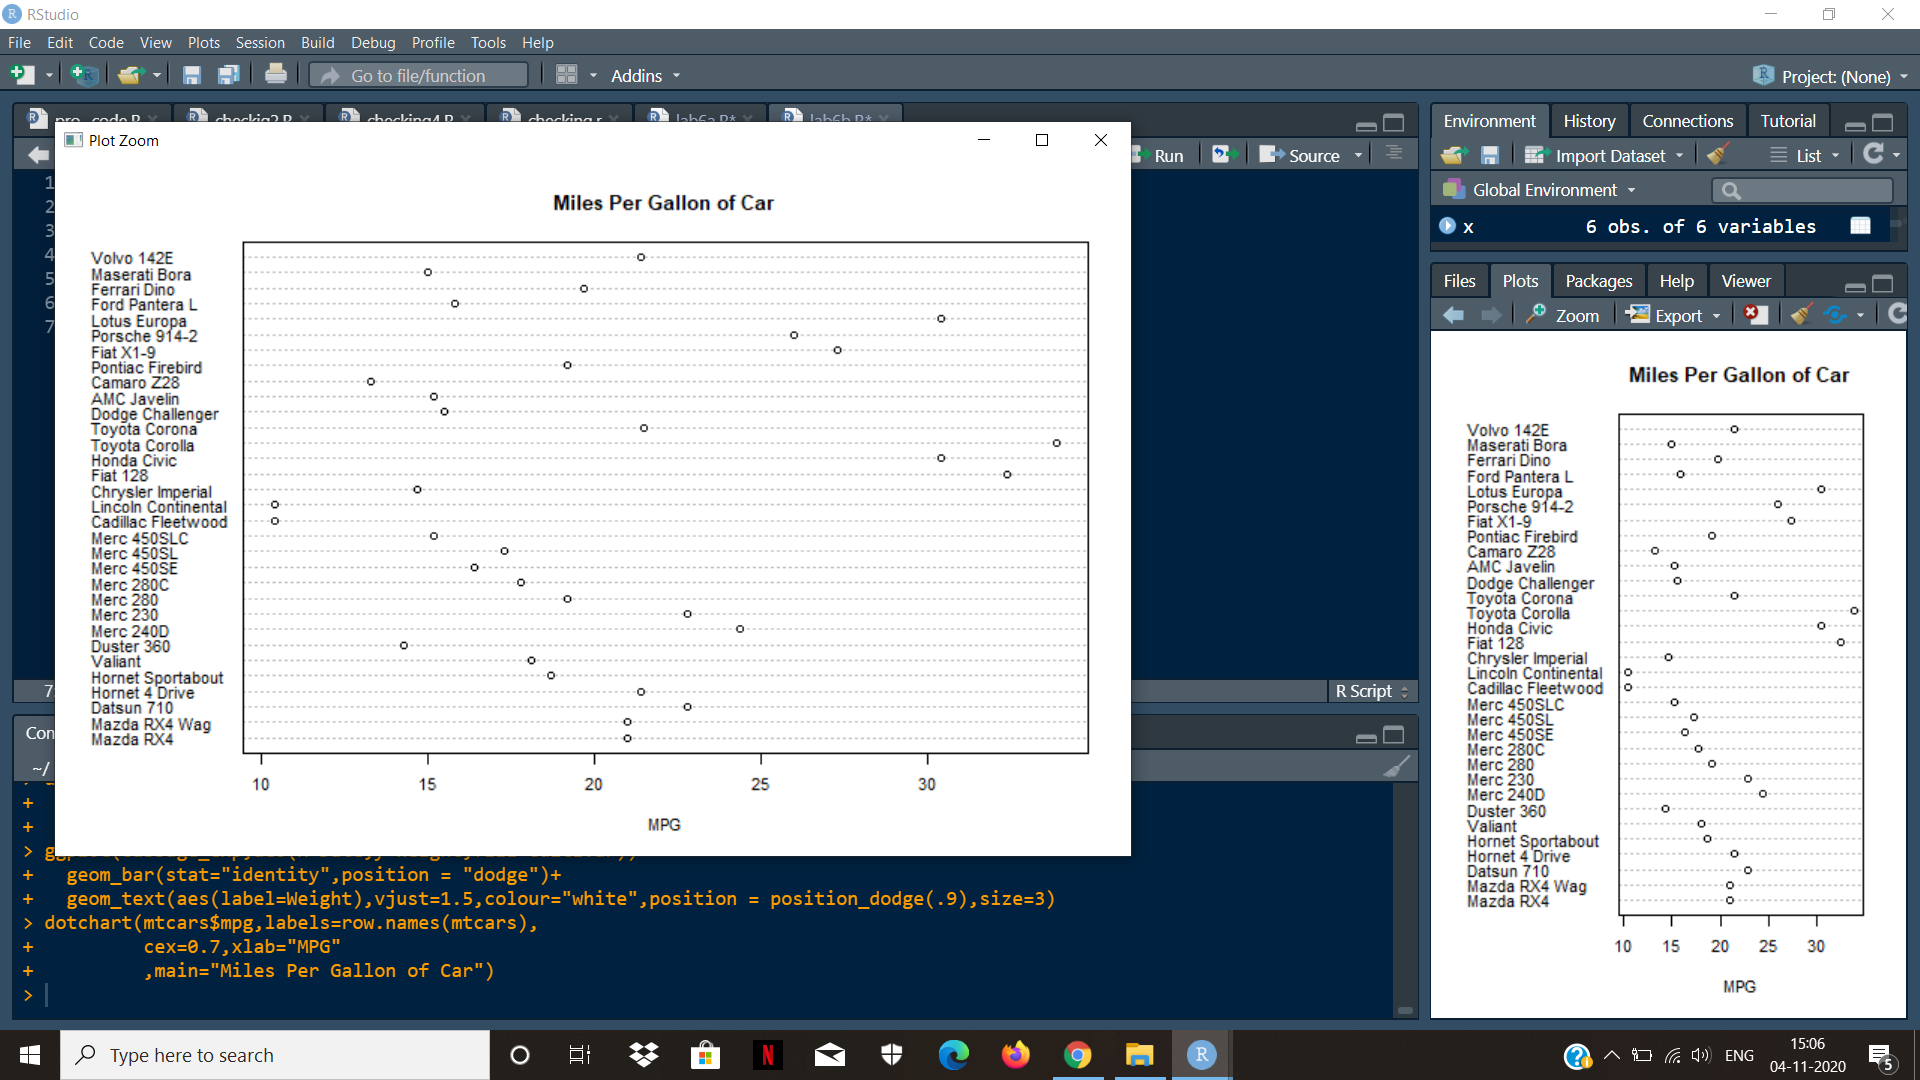 RStudio
File Edit Code View Plots Session Build Debug Profile Tools Help
Go to file/function Addins Project: (None)
pro_code.R checkig2.R checking4.R checking.r lab6a.R* lab6b.R*
Run Source
1
2
3
4
5
6
7
Plot Zoom
Miles Per Gallon of Car
Volvo 142E
Maserati Bora
Ferrari Dino
Ford Pantera L
Lotus Europa
Porsche 914-2
Fiat X1-9
Pontiac Firebird
Camaro Z28
AMC Javelin
Dodge Challenger
Toyota Corona
Toyota Corolla
Honda Civic
Fiat 128
Chrysler Imperial
Lincoln Continental
Cadillac Fleetwood
Merc 450SLC
Merc 450SL
Merc 450SE
Merc 280C
Merc 280
Merc 230
Merc 240D
Duster 360
Valiant
Hornet Sportabout
Hornet 4 Drive
Datsun 710
Mazda RX4 Wag
Mazda RX4
10 15 20 25 30
MPG
R Script
Con
~/
+
+
>
+ geom_bar(stat="identity",position = "dodge")+
+ geom_text(aes(label=Weight),vjust=1.5,colour="white",position = position_dodge(.9),size=3)
> dotchart(mtcars$mpg,labels=row.names(mtcars),
+ cex=0.7,xlab="MPG"
+ ,main="Miles Per Gallon of Car")
>
Environment History Connections Tutorial
Import Dataset List
Global Environment
x 6 obs. of 6 variables
Files Plots Packages Help Viewer
Zoom Export
Miles Per Gallon of Car
Volvo 142E
Maserati Bora
Ferrari Dino
Ford Pantera L
Lotus Europa
Porsche 914-2
Fiat X1-9
Pontiac Firebird
Camaro Z28
AMC Javelin
Dodge Challenger
Toyota Corona
Toyota Corolla
Honda Civic
Fiat 128
Chrysler Imperial
Lincoln Continental
Cadillac Fleetwood
Merc 450SLC
Merc 450SL
Merc 450SE
Merc 280C
Merc 280
Merc 230
Merc 240D
Duster 360
Valiant
Hornet Sportabout
Hornet 4 Drive
Datsun 710
Mazda RX4 Wag
Mazda RX4
10 15 20 25 30
MPG
Type here to search
ENG
15:06
04-11-2020
5